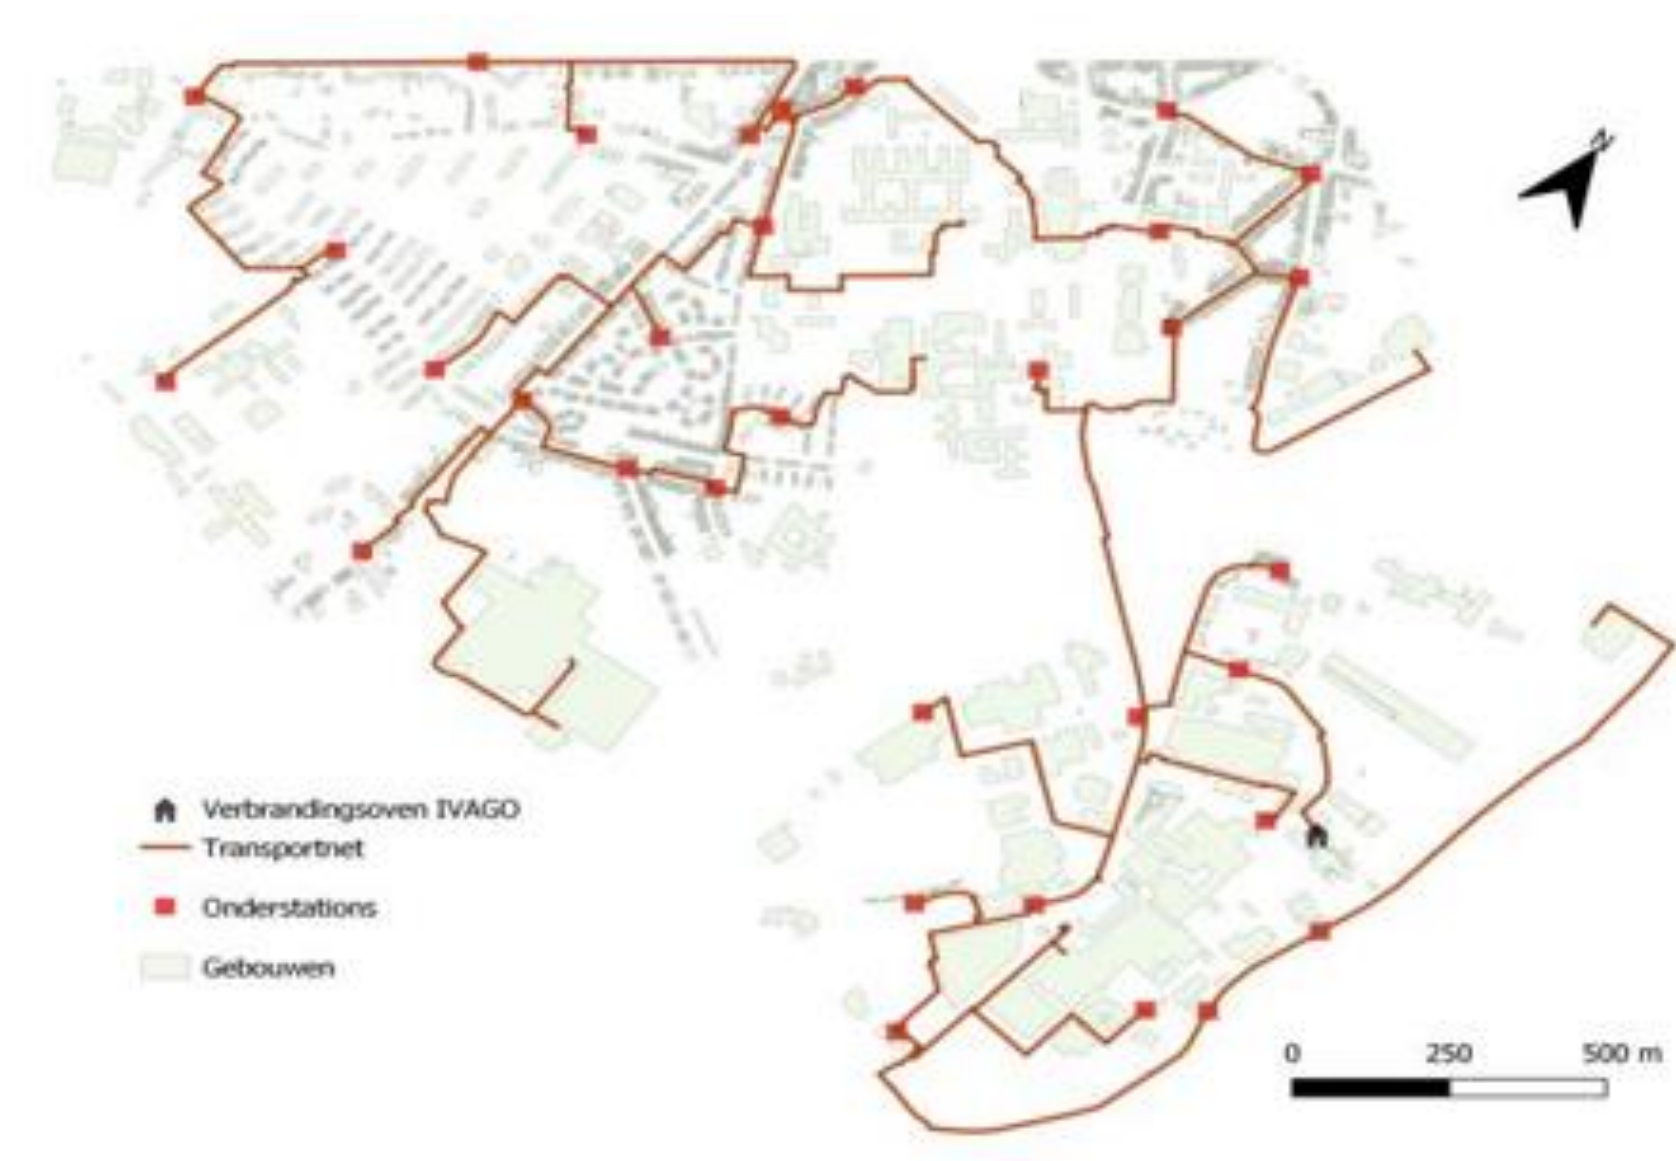 N
Verbrandingsoven IVAGO
Transportnet
Onderstations
Gebouwen
0 250 500 m